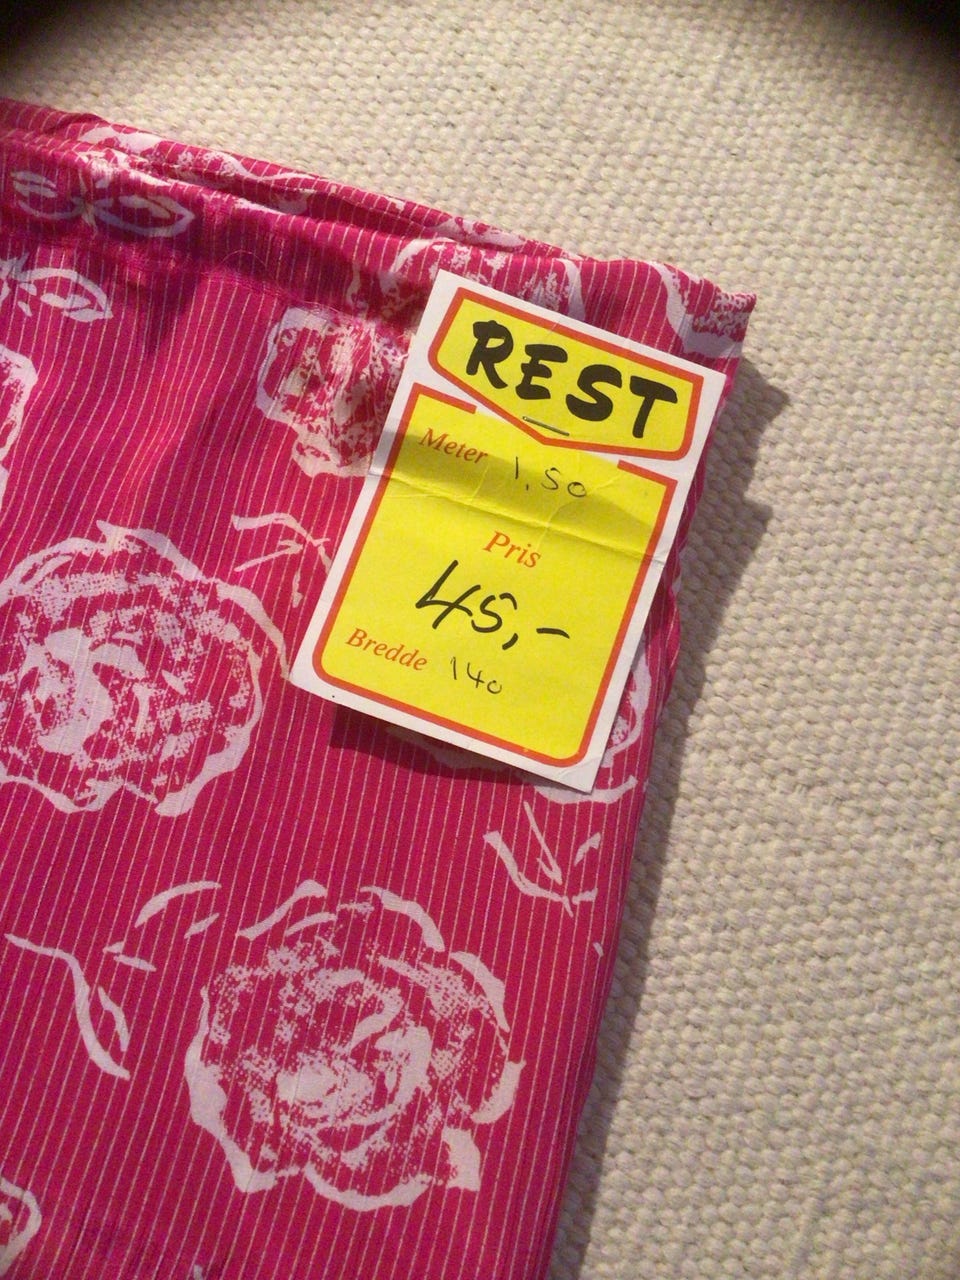 REST
Meter 1,50
Pris
45,-
Bredde 140